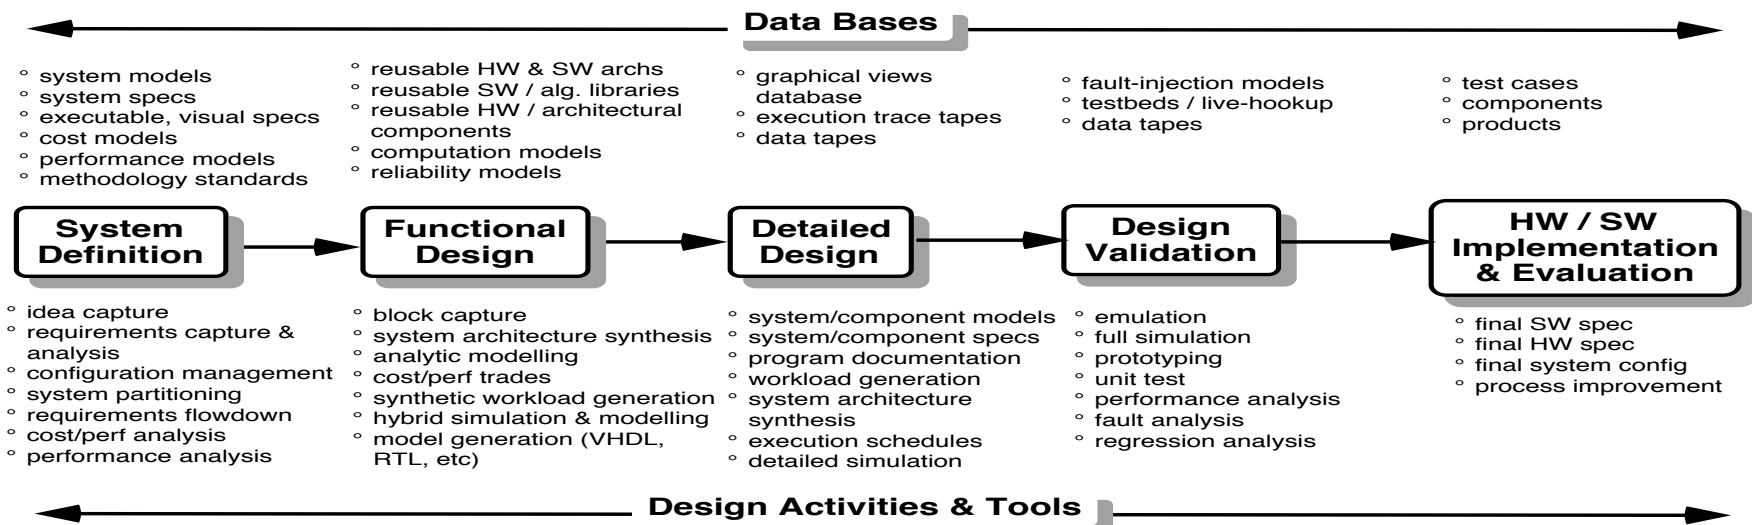 Data Bases
° system models
° system specs
° executable, visual specs
° cost models
° performance models
° methodology standards
° reusable HW & SW archs
° reusable SW / alg. libraries
° reusable HW / architectural
components
° computation models
° reliability models
° graphical views
database
° execution trace tapes
° data tapes
° fault-injection models
° testbeds / live-hookup
° data tapes
° test cases
° components
° products
System
Definition
Functional
Design
Detailed
Design
Design
Validation
HW / SW
Implementation
& Evaluation
° idea capture
° requirements capture &
analysis
° configuration management
° system partitioning
° requirements flowdown
° cost/perf analysis
° performance analysis
° block capture
° system architecture synthesis
° analytic modelling
° cost/perf trades
° synthetic workload generation
° hybrid simulation & modelling
° model generation (VHDL,
RTL, etc)
° system/component models
° system/component specs
° program documentation
° workload generation
° system architecture
synthesis
° execution schedules
° detailed simulation
° emulation
° full simulation
° prototyping
° unit test
° performance analysis
° fault analysis
° regression analysis
° final SW spec
° final HW spec
° final system config
° process improvement
Design Activities & Tools